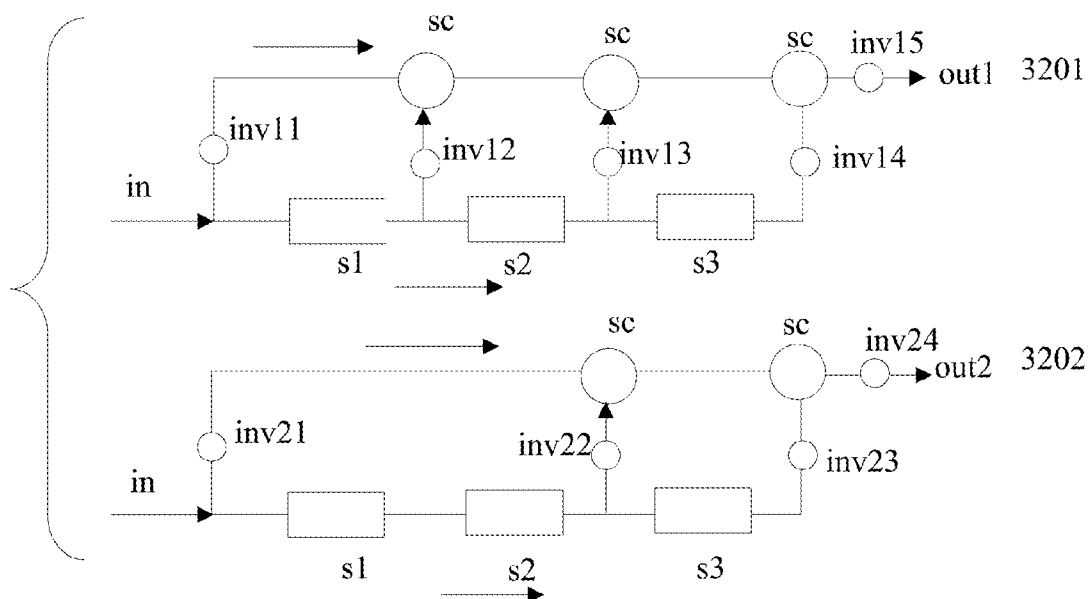 sc
sc
sc
inv15
out1 3201
inv11
inv12
inv13
inv14
in
s1
s2
s3
sc
sc
inv24
out2 3202
inv21
inv22
inv23
in
s1
s2
s3